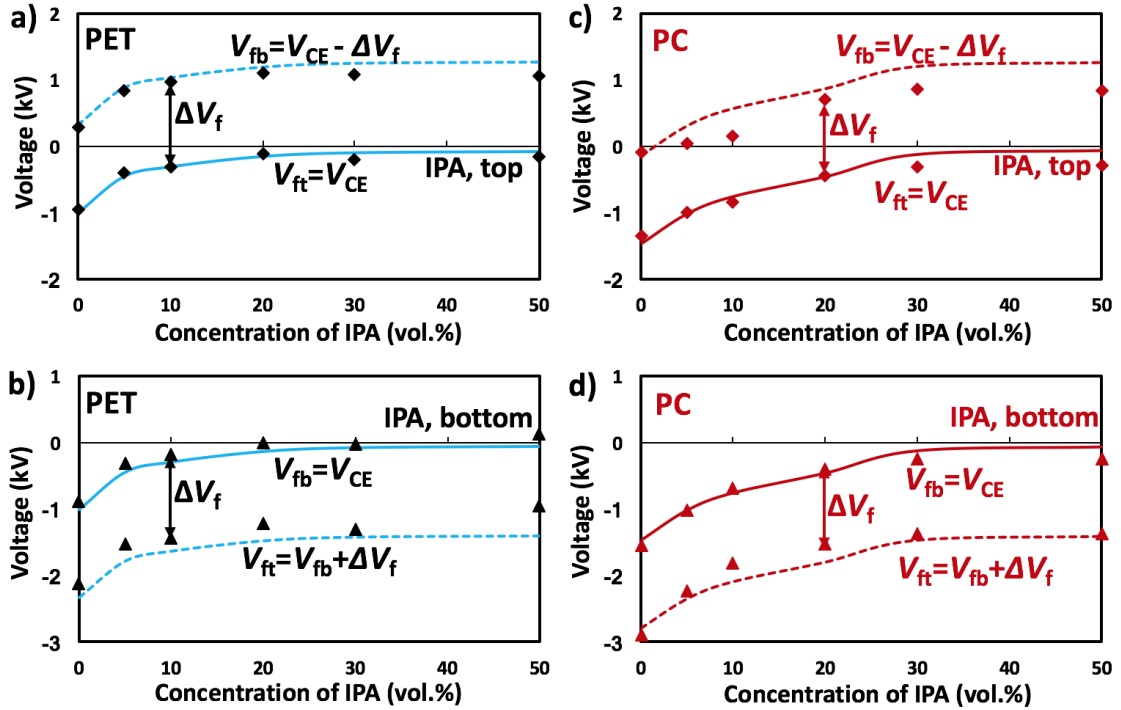 a)
PET
V_fb=V_CE - ΔV_f
ΔV_f
V_ft=V_CE
IPA, top
Voltage (kV)
2
1
0
-1
-2
0 10 20 30 40 50
Concentration of IPA (vol.%)
c)
PC
V_fb=V_CE - ΔV_f
ΔV_f
V_ft=V_CE
IPA, top
Voltage (kV)
2
1
0
-1
-2
0 10 20 30 40 50
Concentration of IPA (vol.%)
b)
PET
IPA, bottom
V_fb=V_CE
ΔV_f
V_ft=V_fb+ΔV_f
Voltage (kV)
1
0
-1
-2
-3
0 10 20 30 40 50
Concentration of IPA (vol.%)
d)
PC
IPA, bottom
V_fb=V_CE
ΔV_f
V_ft=V_fb+ΔV_f
Voltage (kV)
1
0
-1
-2
-3
0 10 20 30 40 50
Concentration of IPA (vol.%)